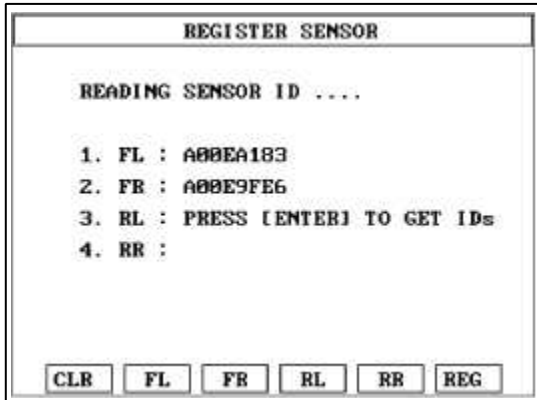 REGISTER SENSOR
READING SENSOR ID ....
1. FL : A00EA183
2. FR : A00E9FE6
3. RL : PRESS [ENTER] TO GET IDs
4. RR :
CLR FL FR RL RR REG